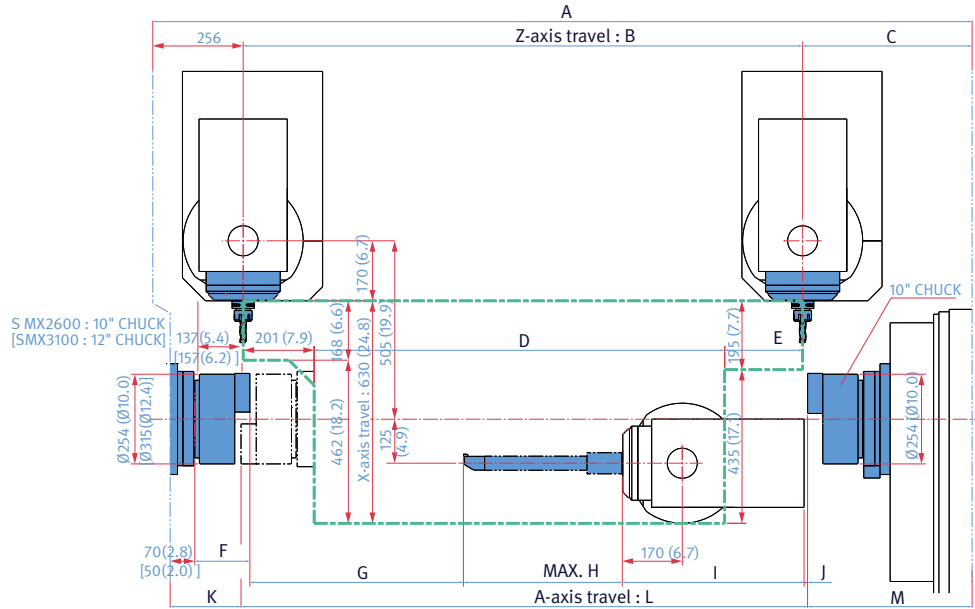 A
256
Z-axis travel : B
C
170 (6.7)
505 (19.9)
10" CHUCK
S MX2600 : 10" CHUCK
[SMX3100 : 12" CHUCK]
137(5.4)
[157(6.2) ]
201 (7.9)
168 (6.6)
D
195 (7.7)
E
Ø254 (Ø10.0)
[Ø315(Ø12.4)]
462 (18.2)
X-axis travel : 630 (24.8)
125
(4.9)
435 (17.1)
Ø254 (Ø10.0)
70(2.8)
[50(2.0) ]
F
G
MAX. H
170 (6.7)
I
J
K
A-axis travel : L
M